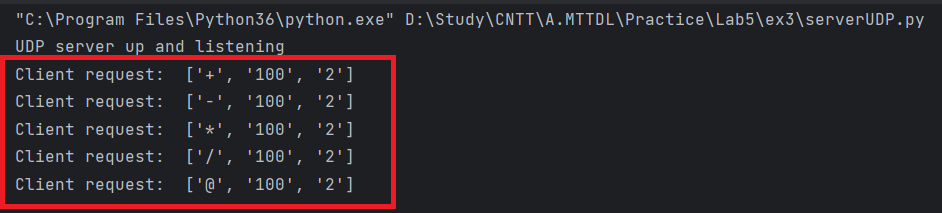 "C:\Program Files\Python36\python.exe" D:\Study\CNTT\A.MTTDL\Practice\Lab5\ex3\serverUDP.py
UDP server up and listening
Client request:  ['+', '100', '2']
Client request:  ['-', '100', '2']
Client request:  ['*', '100', '2']
Client request:  ['/', '100', '2']
Client request:  ['@', '100', '2']